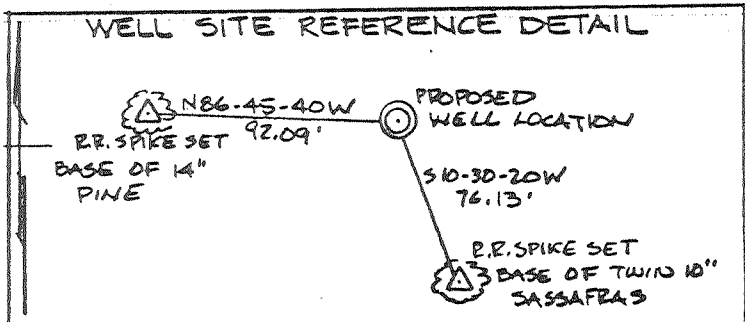 WELL SITE REFERENCE DETAIL
N86-45-40W
92.09'
PROPOSED
WELL LOCATION
R.R. SPIKE SET
BASE OF 14"
PINE
S10-30-20W
76.13'
R.R. SPIKE SET
BASE OF TWIN 10"
SASSAFRAS